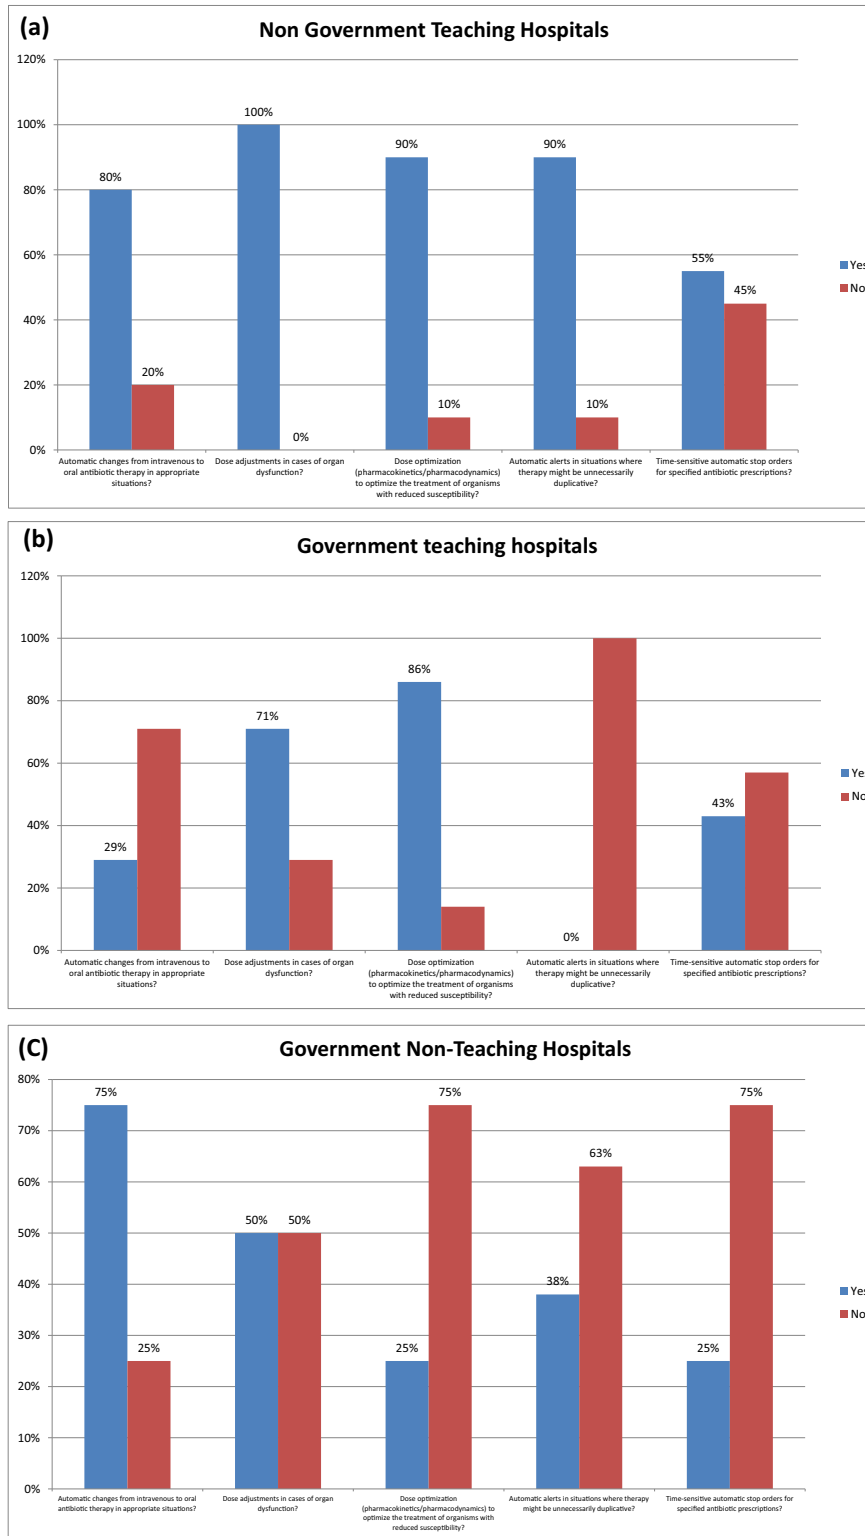 (a)
Non Government Teaching Hospitals
120%
100%
80%
60%
40%
20%
0%
80%
20%
100%
0%
90%
10%
90%
10%
55%
45%
Yes
No
Automatic changes from intravenous to
oral antibiotic therapy in appropriate
situations?
Dose adjustments in cases of organ
dysfunction?
Dose optimization
(pharmacokinetics/pharmacodynamics)
to optimize the treatment of organisms
with reduced susceptibility?
Automatic alerts in situations where
therapy might be unnecessarily
duplicative?
Time-sensitive automatic stop orders
for specified antibiotic prescriptions?
(b)
Government teaching hospitals
120%
100%
80%
60%
40%
20%
0%
29%
71%
86%
0%
43%
Ye
No
Automatic changes from intravenous to
oral antibiotic therapy in appropriate
situations?
Dose adjustments in cases of organ
dysfunction?
Dose optimization
(pharmacokinetics/pharmacodynamics)
to optimize the treatment of organisms
with reduced susceptibility?
Automatic alerts in situations where
therapy might be unnecessarily
duplicative?
Time-sensitive automatic stop orders for
specified antibiotic prescriptions?
(C)
Government Non-Teaching Hospitals
80%
70%
60%
50%
40%
30%
20%
10%
0%
75%
25%
50%
50%
25%
75%
38%
63%
25%
75%
Yes
No
Automatic changes from intravenous to oral
antibiotic therapy in appropriate situations?
Dose adjustments in cases of organ
dysfunction?
Dose optimization
(pharmacokinetics/pharmacodynamics) to
optimize the treatment of organisms with
reduced susceptibility?
Automatic alerts in situations where therapy
might be unnecessarily duplicative?
Time-sensitive automatic stop orders for
specified antibiotic prescriptions?